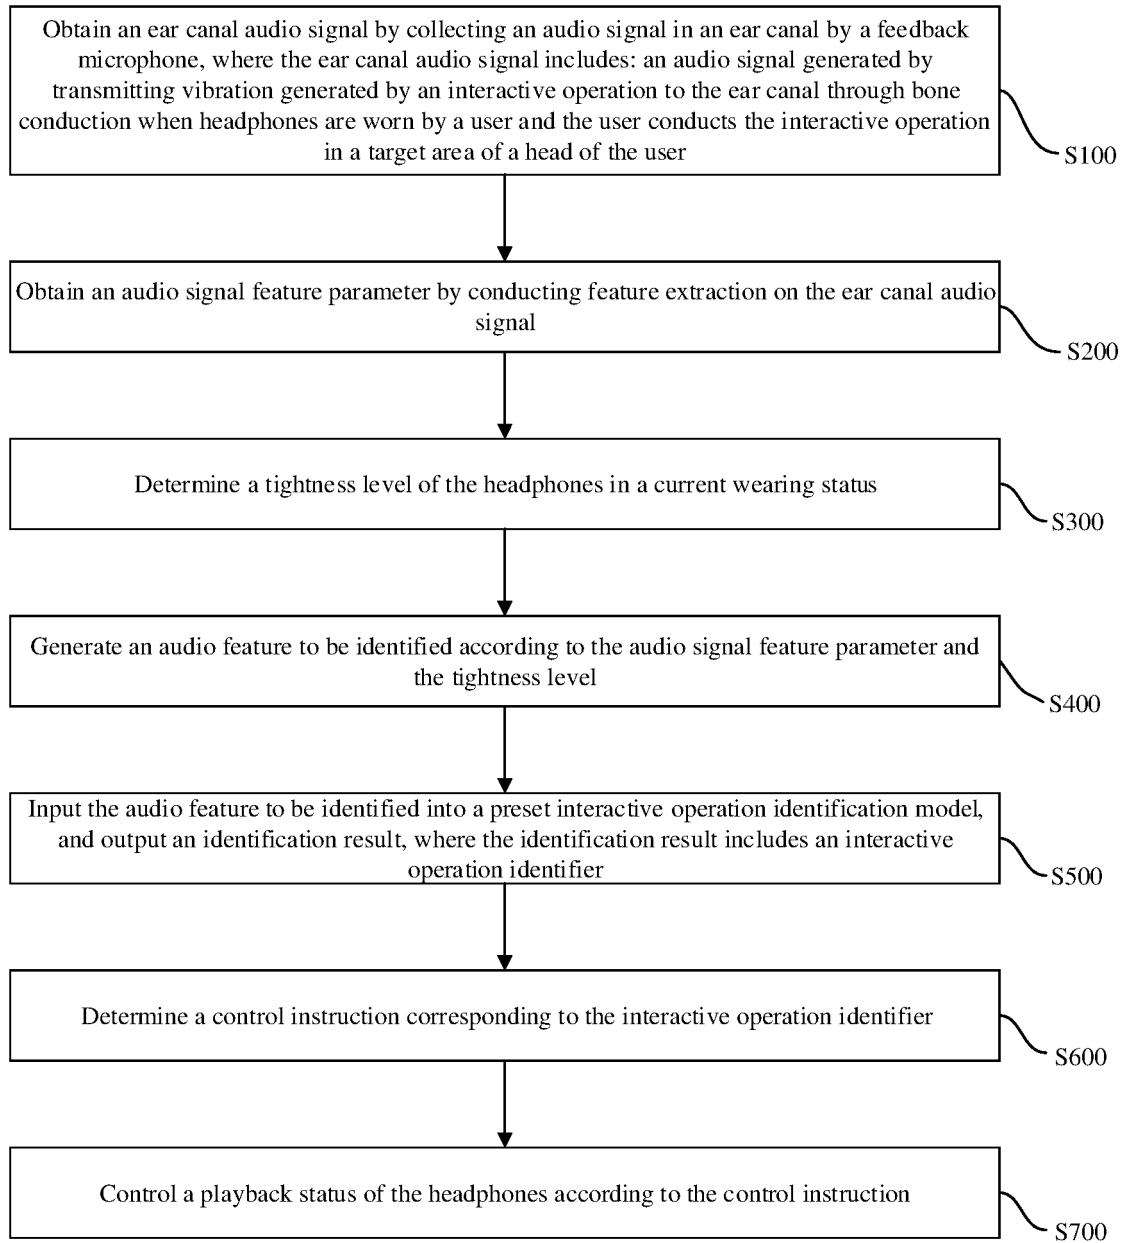 Obtain an ear canal audio signal by collecting an audio signal in an ear canal by a feedback
microphone, where the ear canal audio signal includes: an audio signal generated by
transmitting vibration generated by an interactive operation to the ear canal through bone
conduction when headphones are worn by a user and the user conducts the interactive operation
in a target area of a head of the user
S100
Obtain an audio signal feature parameter by conducting feature extraction on the ear canal audio
signal
S200
Determine a tightness level of the headphones in a current wearing status
S300
Generate an audio feature to be identified according to the audio signal feature parameter and
the tightness level
S400
Input the audio feature to be identified into a preset interactive operation identification model,
and output an identification result, where the identification result includes an interactive
operation identifier
S500
Determine a control instruction corresponding to the interactive operation identifier
S600
Control a playback status of the headphones according to the control instruction
S700